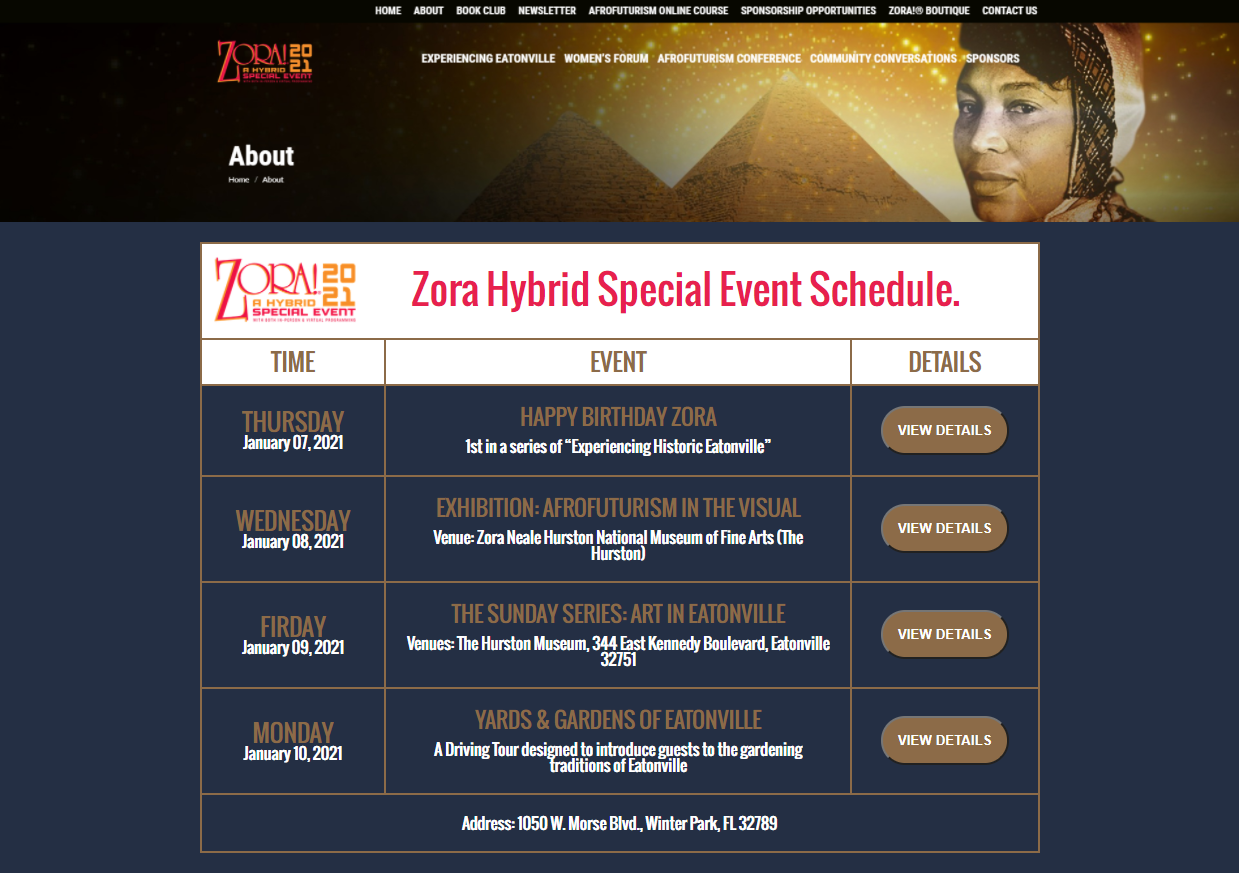 HOME ABOUT BOOK CLUB NEWSLETTER AFROFUTURISM ONLINE COURSE SPONSORSHIP OPPORTUNITIES ZORA!® BOUTIQUE CONTACT US
ZORA! 2021
A HYBRID
SPECIAL EVENT
EXPERIENCING EATONVILLE WOMEN'S FORUM AFROFUTURISM CONFERENCE COMMUNITY CONVERSATIONS SPONSORS
About
Home / About
ZORA! 2021
A HYBRID
SPECIAL EVENT
WITH BOTH IN-PERSON & VIRTUAL PROGRAMMING
Zora Hybrid Special Event Schedule.
TIME EVENT DETAILS
THURSDAY
January 07, 2021
HAPPY BIRTHDAY ZORA
1st in a series of “Experiencing Historic Eatonville”
VIEW DETAILS
WEDNESDAY
January 08, 2021
EXHIBITION: AFROFUTURISM IN THE VISUAL
Venue: Zora Neale Hurston National Museum of Fine Arts (The
Hurston)
VIEW DETAILS
FIRDAY
January 09, 2021
THE SUNDAY SERIES: ART IN EATONVILLE
Venues: The Hurston Museum, 344 East Kennedy Boulevard, Eatonville
32751
VIEW DETAILS
MONDAY
January 10, 2021
YARDS & GARDENS OF EATONVILLE
A Driving Tour designed to introduce guests to the gardening
traditions of Eatonville
VIEW DETAILS
Address: 1050 W. Morse Blvd., Winter Park, FL 32789